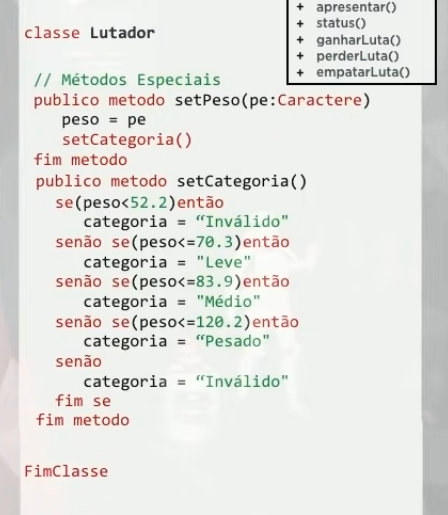 + apresentar()
+ status()
+ ganharLuta()
+ perderLuta()
+ empatarLuta()
classe Lutador
// Métodos Especiais
publico metodo setPeso(pe:Caractere)
peso = pe
setCategoria()
fim metodo
publico metodo setCategoria()
se(peso<52.2)então
categoria = “Inválido"
senão se(peso<=70.3)então
categoria = "Leve"
senão se(peso<=83.9)então
categoria = "Médio"
senão se(peso<=120.2)então
categoria = “Pesado"
senão
categoria = “Inválido"
fim se
fim metodo
FimClasse